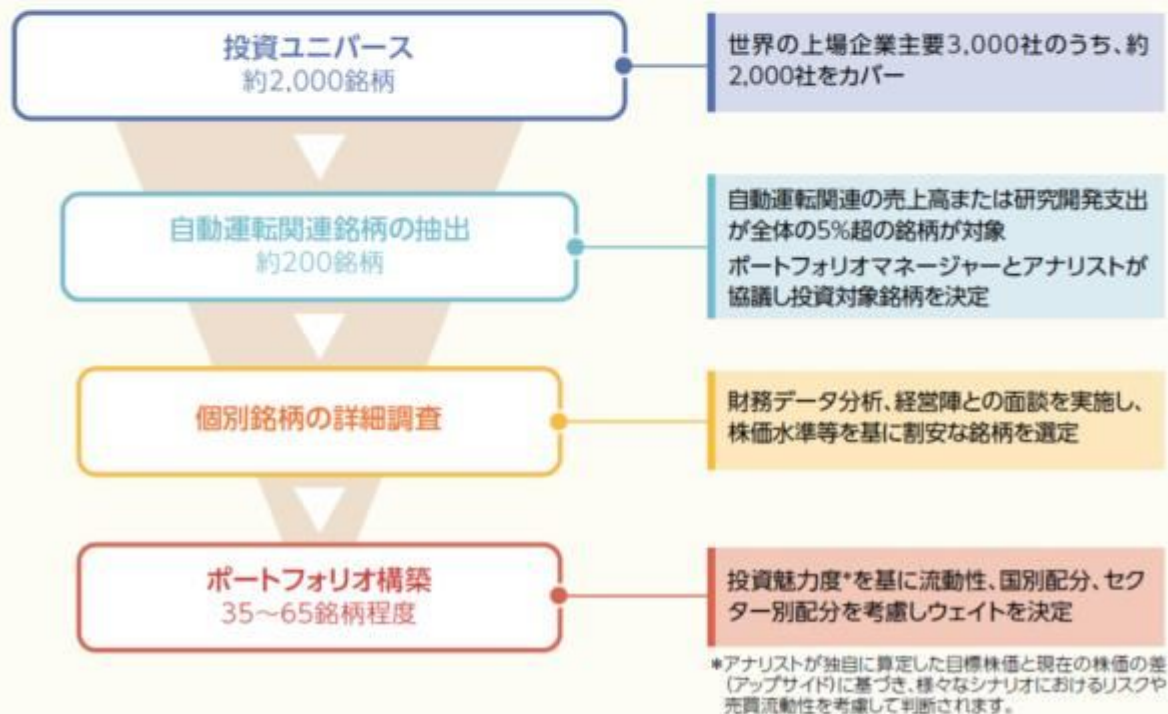 投資ユニバース
約2,000銘柄
世界の上場企業主要3,000社のうち、約
2,000社をカバー
自動運転関連銘柄の抽出
約200銘柄
自動運転関連の売上高または研究開発支出
が全体の5%超の銘柄が対象
ポートフォリオマネージャーとアナリストが
協議し投資対象銘柄を決定
個別銘柄の詳細調査
財務データ分析、経営陣との面談を実施し、
株価水準等を基に割安な銘柄を選定
ポートフォリオ構築
35～65銘柄程度
投資魅力度*を基に流動性、国別配分、セク
ター別配分を考慮しウェイトを決定
*アナリストが独自に算定した目標株価と現在の株価の差
(アップサイド)に基づき、様々なシナリオにおけるリスクや
売買流動性を考慮して判断されます。